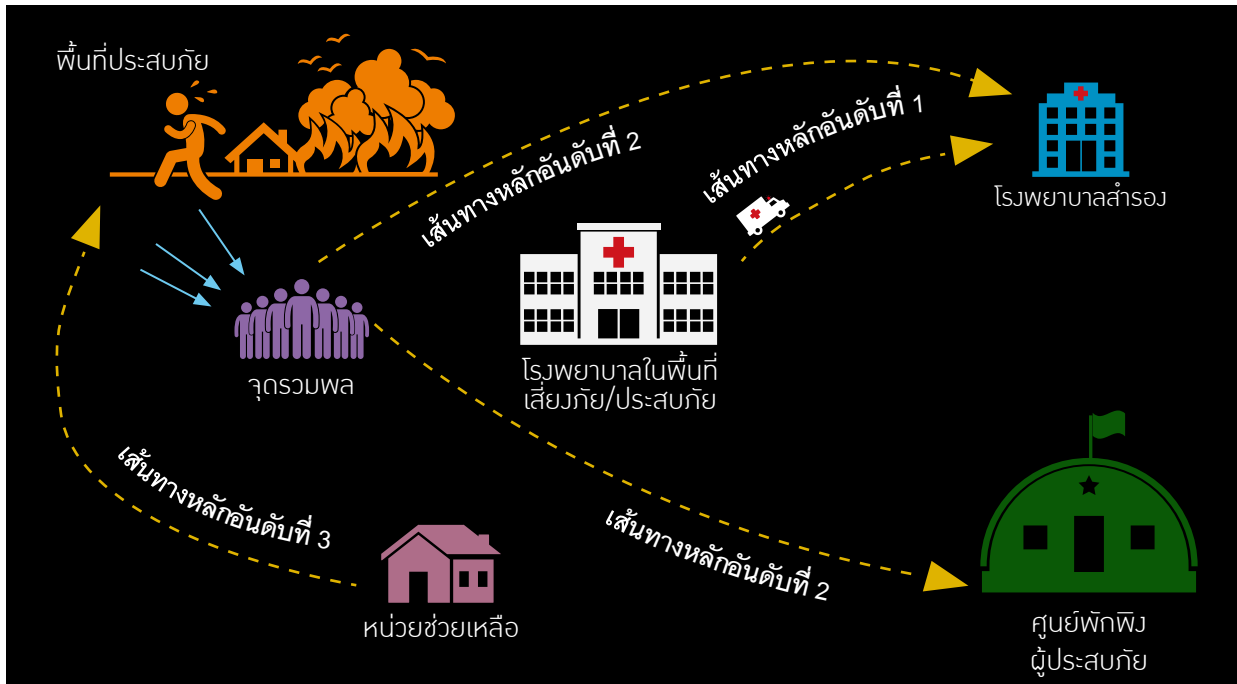 พื้นที่ประสบภัย
เส้นทางหลักอันดับที่ 2
เส้นทางหลักอันดับที่ 1
โรงพยาบาลสำรอง
จุดรวมพล
โรงพยาบาลในพื้นที่
เสี่ยงภัย/ประสบภัย
เส้นทางหลักอันดับที่ 3
เส้นทางหลักอันดับที่ 2
หน่วยช่วยเหลือ
ศูนย์พักพิง
ผู้ประสบภัย